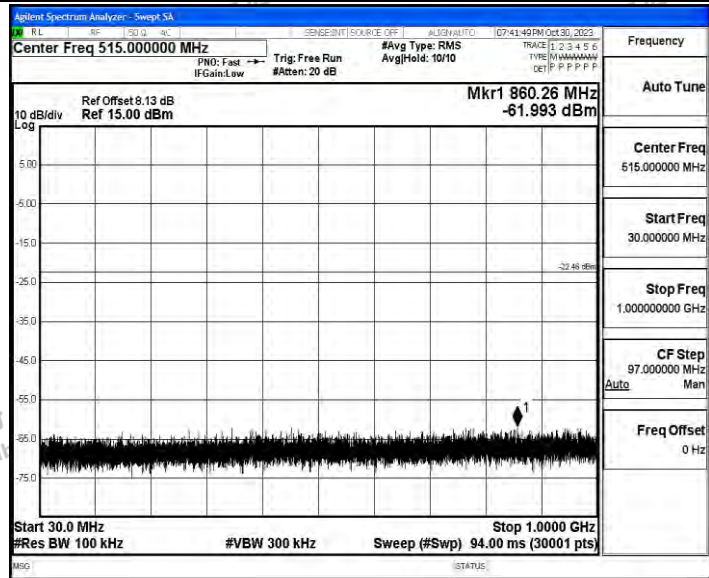 Agilent Spectrum Analyzer - Swept SA
RL RF 50 Ω AC SENSE:INT SOURCE OFF ALIGN AUTO 07:41:49 PM Oct 30, 2023
Center Freq 515.000000 MHz
PNO: Fast
IFGain:Low
Trig: Free Run
#Atten: 20 dB
#Avg Type: RMS
Avg|Hold: 10/10
TRACE 1 2 3 4 5 6
TYPE M WWWWW
DET P P P P P P
Mkr1 860.26 MHz
-61.993 dBm
Ref Offset 8.13 dB
10 dB/div Ref 15.00 dBm
Log
5.00
-5.00
-15.0
-22.46 dBm
-25.0
-35.0
-45.0
-55.0
1
-65.0
-75.0
Start 30.0 MHz Stop 1.0000 GHz
#Res BW 100 kHz #VBW 300 kHz Sweep (#Swp) 94.00 ms (30001 pts)
MSG STATUS
Frequency
Auto Tune
Center Freq
515.000000 MHz
Start Freq
30.000000 MHz
Stop Freq
1.000000000 GHz
CF Step
97.000000 MHz
Auto Man
Freq Offset
0 Hz